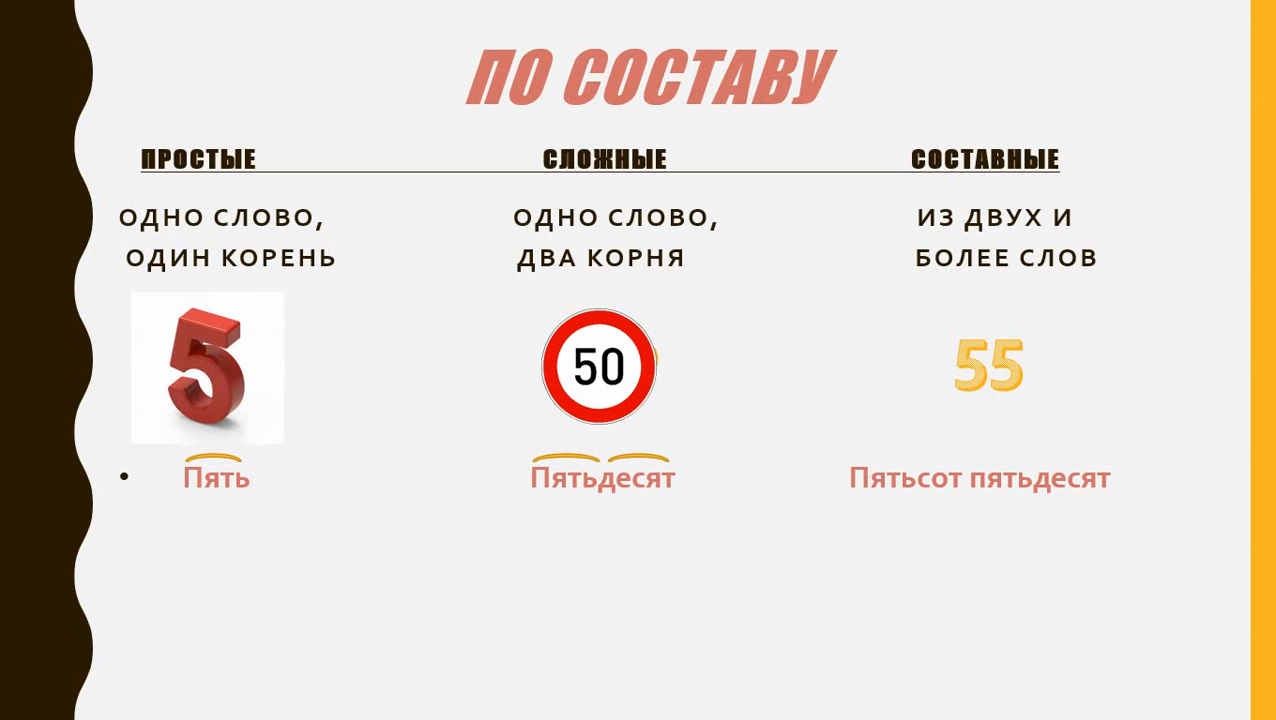 ПО СОСТАВУ
ПРОСТЫЕ СЛОЖНЫЕ СОСТАВНЫЕ
ОДНО СЛОВО, ОДНО СЛОВО, ИЗ ДВУХ И
ОДИН КОРЕНЬ ДВА КОРНЯ БОЛЕЕ СЛОВ
5 50 55
• Пять Пятьдесят Пятьсот пятьдесят